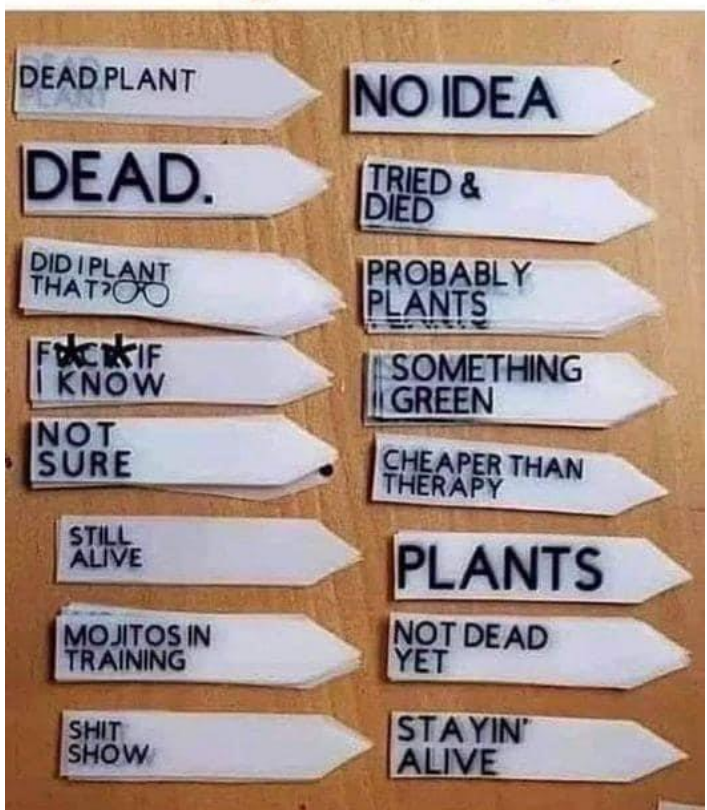 DEAD PLANT
DEAD.
DID I PLANT
THAT?
F*C* IF
I KNOW
NOT
SURE
STILL
ALIVE
MOJITOS IN
TRAINING
SHIT
SHOW
NO IDEA
TRIED &
DIED
PROBABLY
PLANTS
SOMETHING
GREEN
CHEAPER THAN
THERAPY
PLANTS
NOT DEAD
YET
STAYIN'
ALIVE